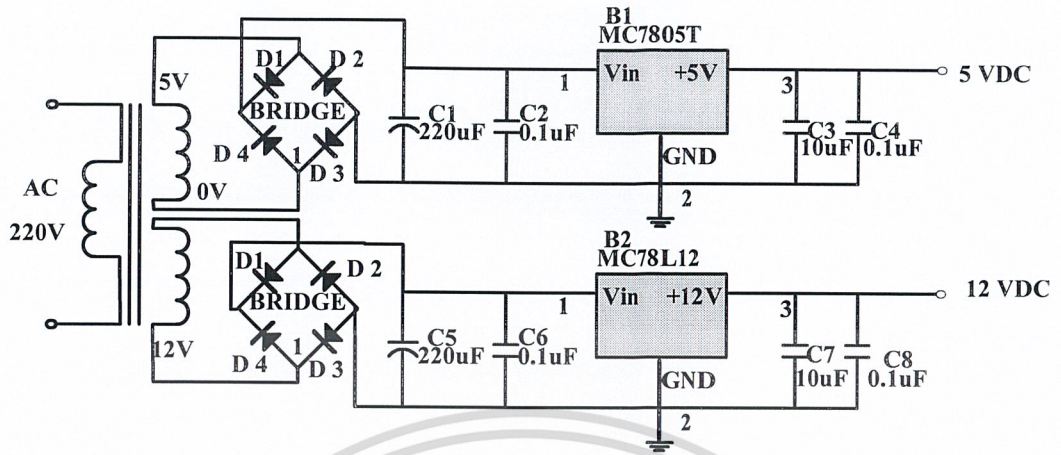 B1
MC7805T
D1 D 2
5V
1 Vin +5V 3 5 VDC
BRIDGE
C1 C2 C3 C4
220uF 0.1uF 10uF 0.1uF
D 4 1 D 3
GND
AC 0V 2
220V
B2
MC78L12
D1 D 2
1 Vin +12V 3 12 VDC
BRIDGE
12V 1
D 4 D 3
C5 C6 C7 C8
220uF 0.1uF 10uF 0.1uF
GND
2